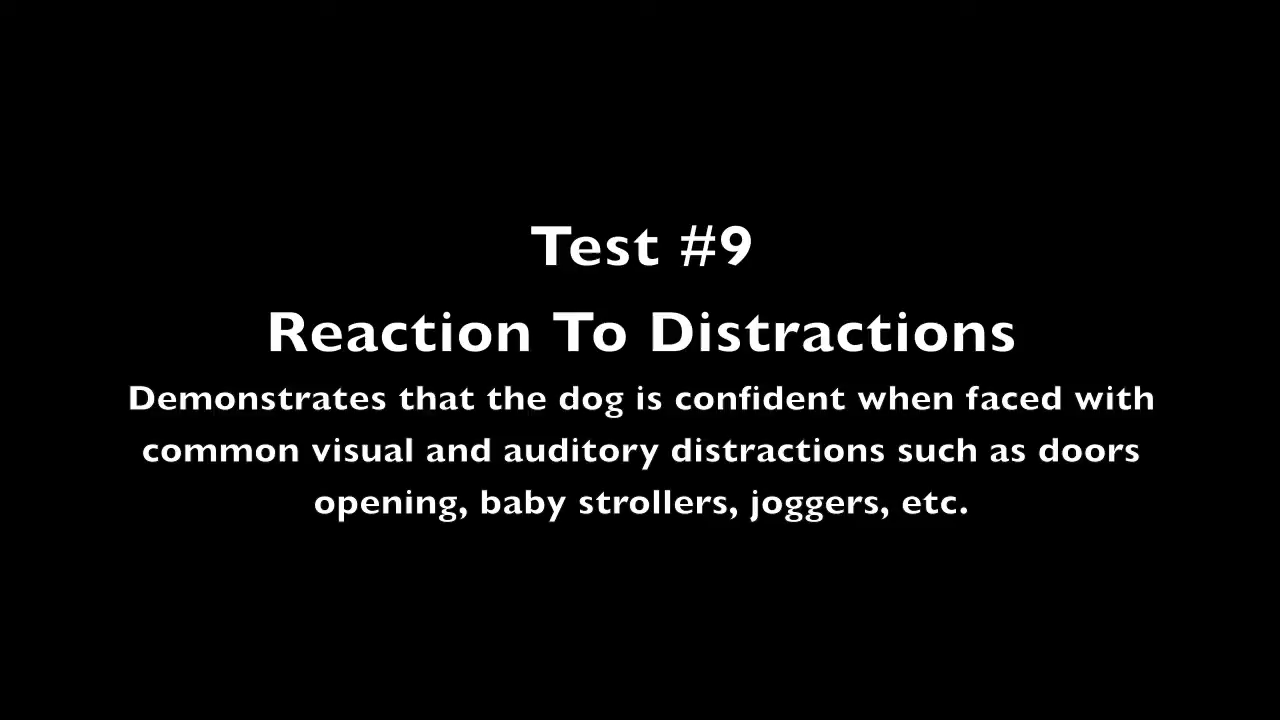 Test #9
Reaction To Distractions
Demonstrates that the dog is confident when faced with
common visual and auditory distractions such as doors
opening, baby strollers, joggers, etc.